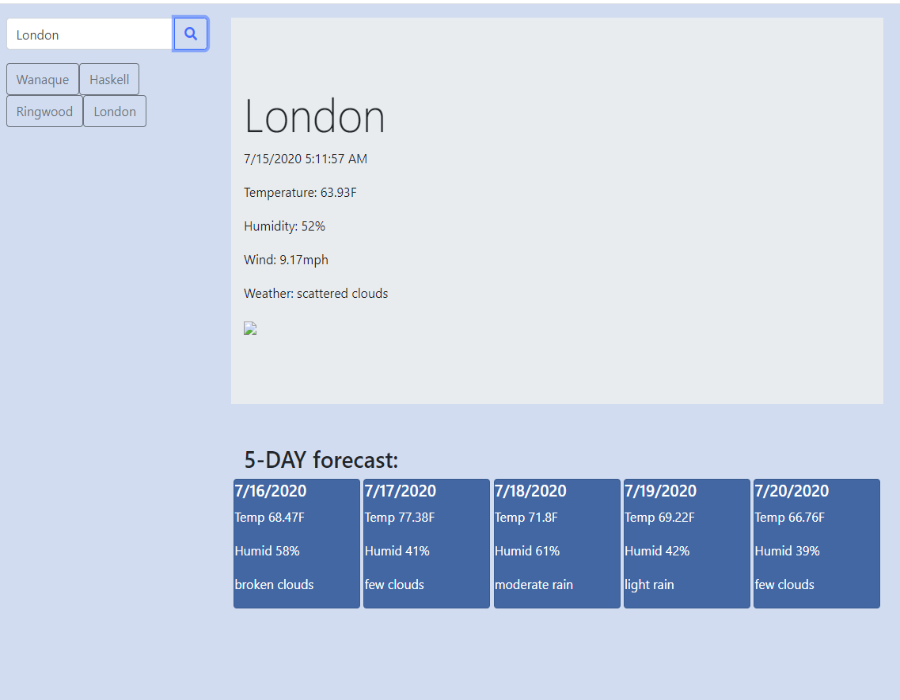 London
Wanaque Haskell
Ringwood London
London
7/15/2020 5:11:57 AM
Temperature: 63.93F
Humidity: 52%
Wind: 9.17mph
Weather: scattered clouds
5-DAY forecast:
7/16/2020
Temp 68.47F
Humid 58%
broken clouds
7/17/2020
Temp 77.38F
Humid 41%
few clouds
7/18/2020
Temp 71.8F
Humid 61%
moderate rain
7/19/2020
Temp 69.22F
Humid 42%
light rain
7/20/2020
Temp 66.76F
Humid 39%
few clouds